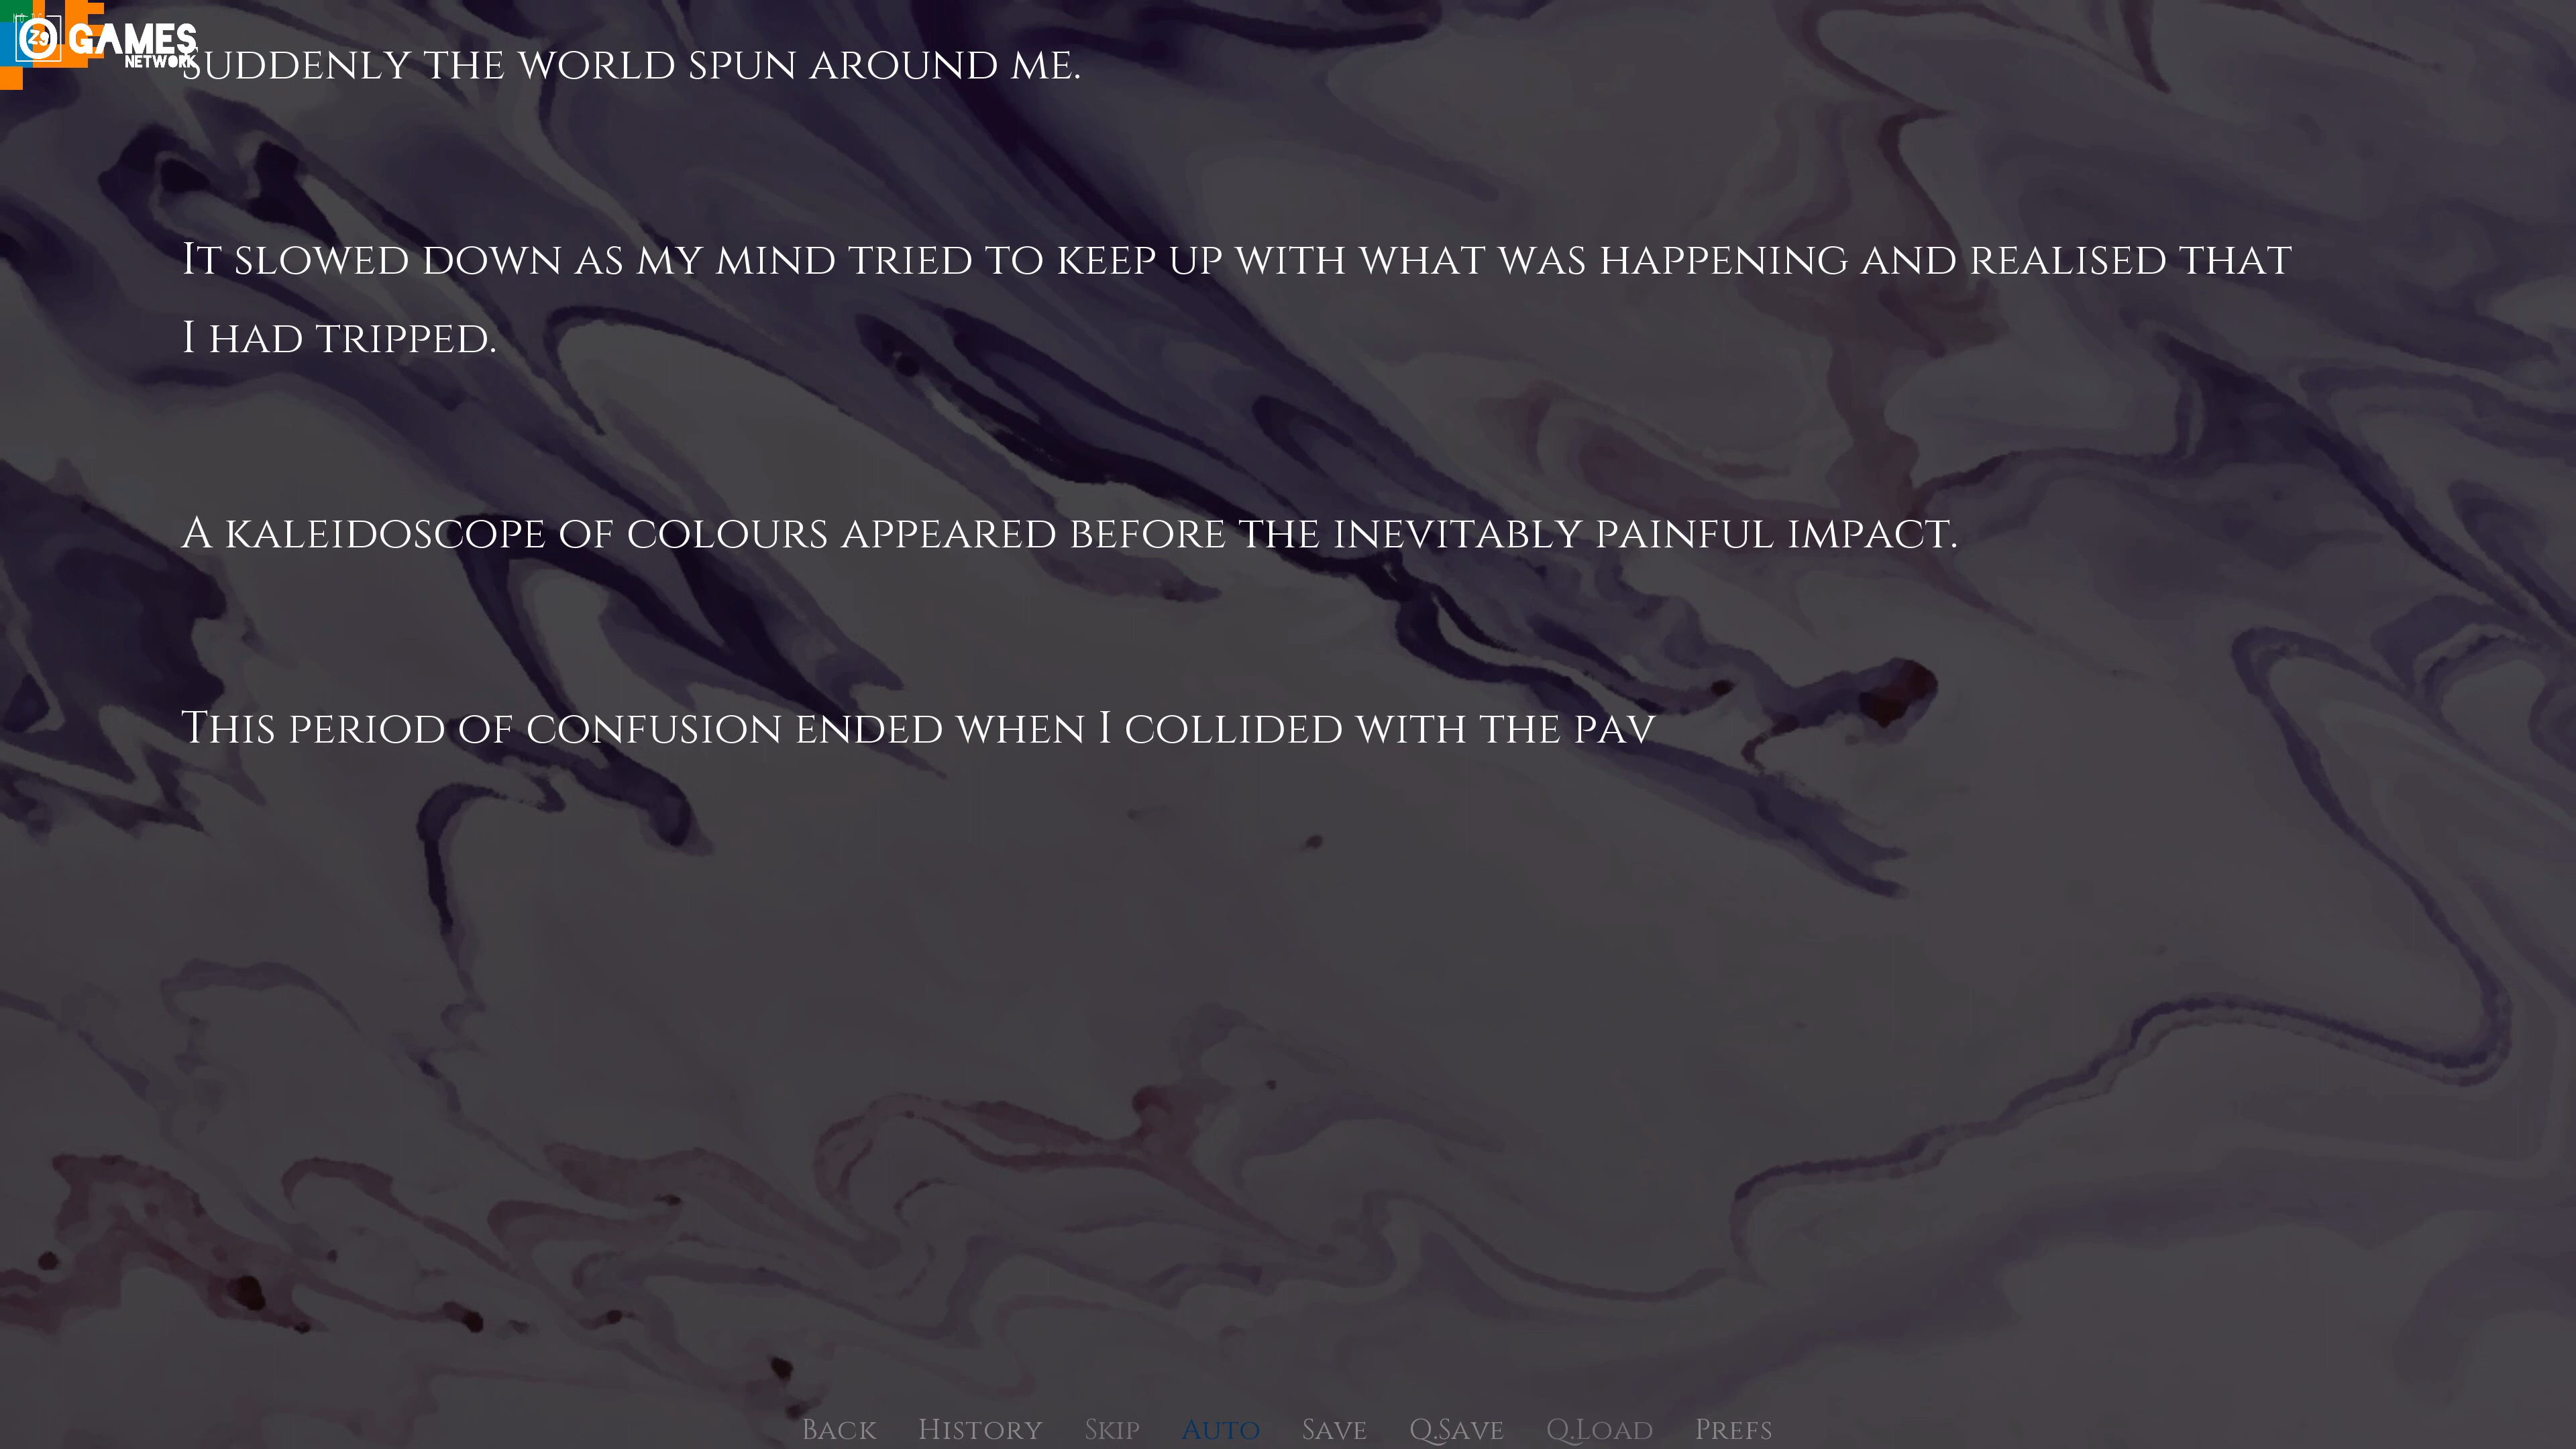 Z9 GAMES
NETWORK
Suddenly the world spun around me.
It slowed down as my mind tried to keep up with what was happening and realised that
I had tripped.
A kaleidoscope of colours appeared before the inevitably painful impact.
This period of confusion ended when I collided with the pav
Back History Skip Auto Save Q.Save Q.Load Prefs